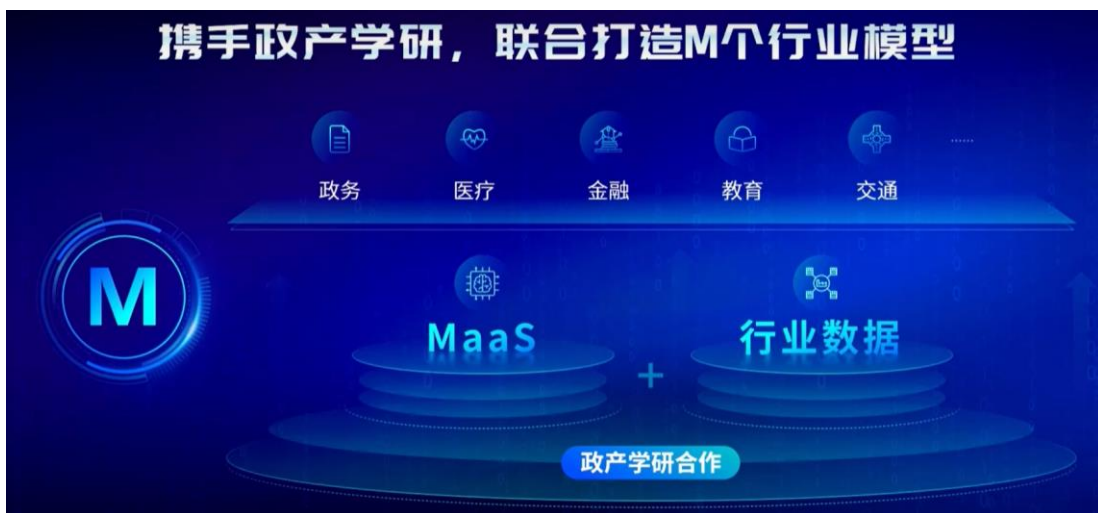 携手政产学研，联合打造M个行业模型
政务
医疗
金融
教育
交通
......
M
MaaS
行业数据
+
政产学研合作